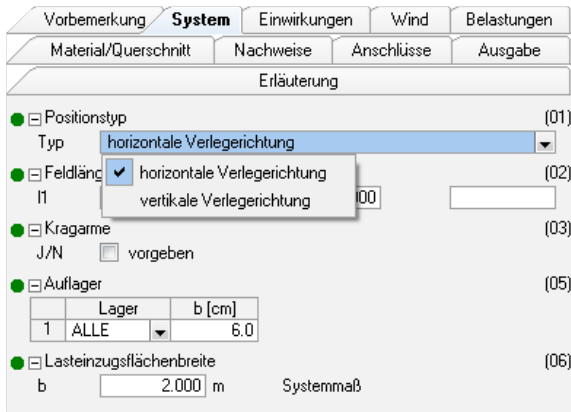 Vorbemerkung System Einwirkungen Wind Belastungen
Material/Querschnitt Nachweise Anschlüsse Ausgabe
Erläuterung
Positionstyp (01)
Typ horizontale Verlegerichtung
Feldläng (02)
horizontale Verlegerichtung
l1 00
vertikale Verlegerichtung
Kragarme (03)
J/N vorgeben
Auflager (05)
Lager b [cm]
1 ALLE 6.0
Lasteinzugsflächenbreite (06)
b 2.000 m Systemmaß